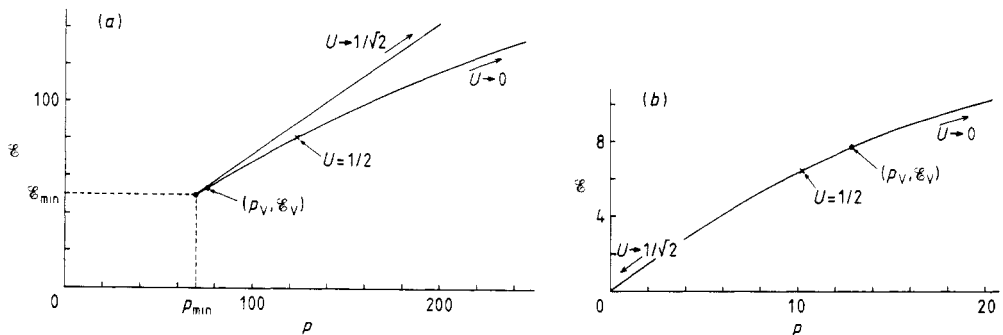 (a)
U→1/√2
U→0
100
U=1/2
ℰ
ℰmin
(pV, ℰV)
0
pmin
100
200
p
(b)
U→0
8
(pV, ℰV)
ℰ
U=1/2
4
U→1/√2
0
10
20
p